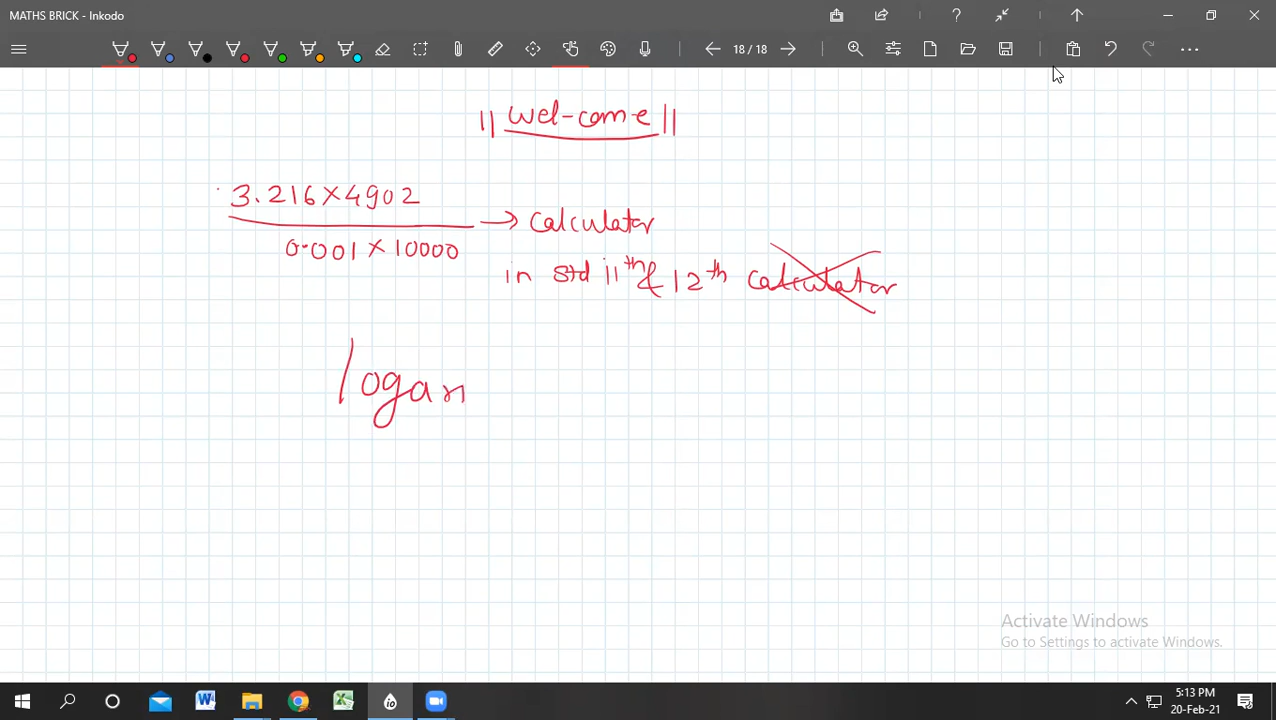 MATHS BRICK - Inkodo
18 / 18
|| Wel-come ||
3.216×4902
0.001 × 10000
→ Calculator
in std 11th & 12th Calculator
logar
Activate Windows
Go to Settings to activate Windows.
5:13 PM
20-Feb-21